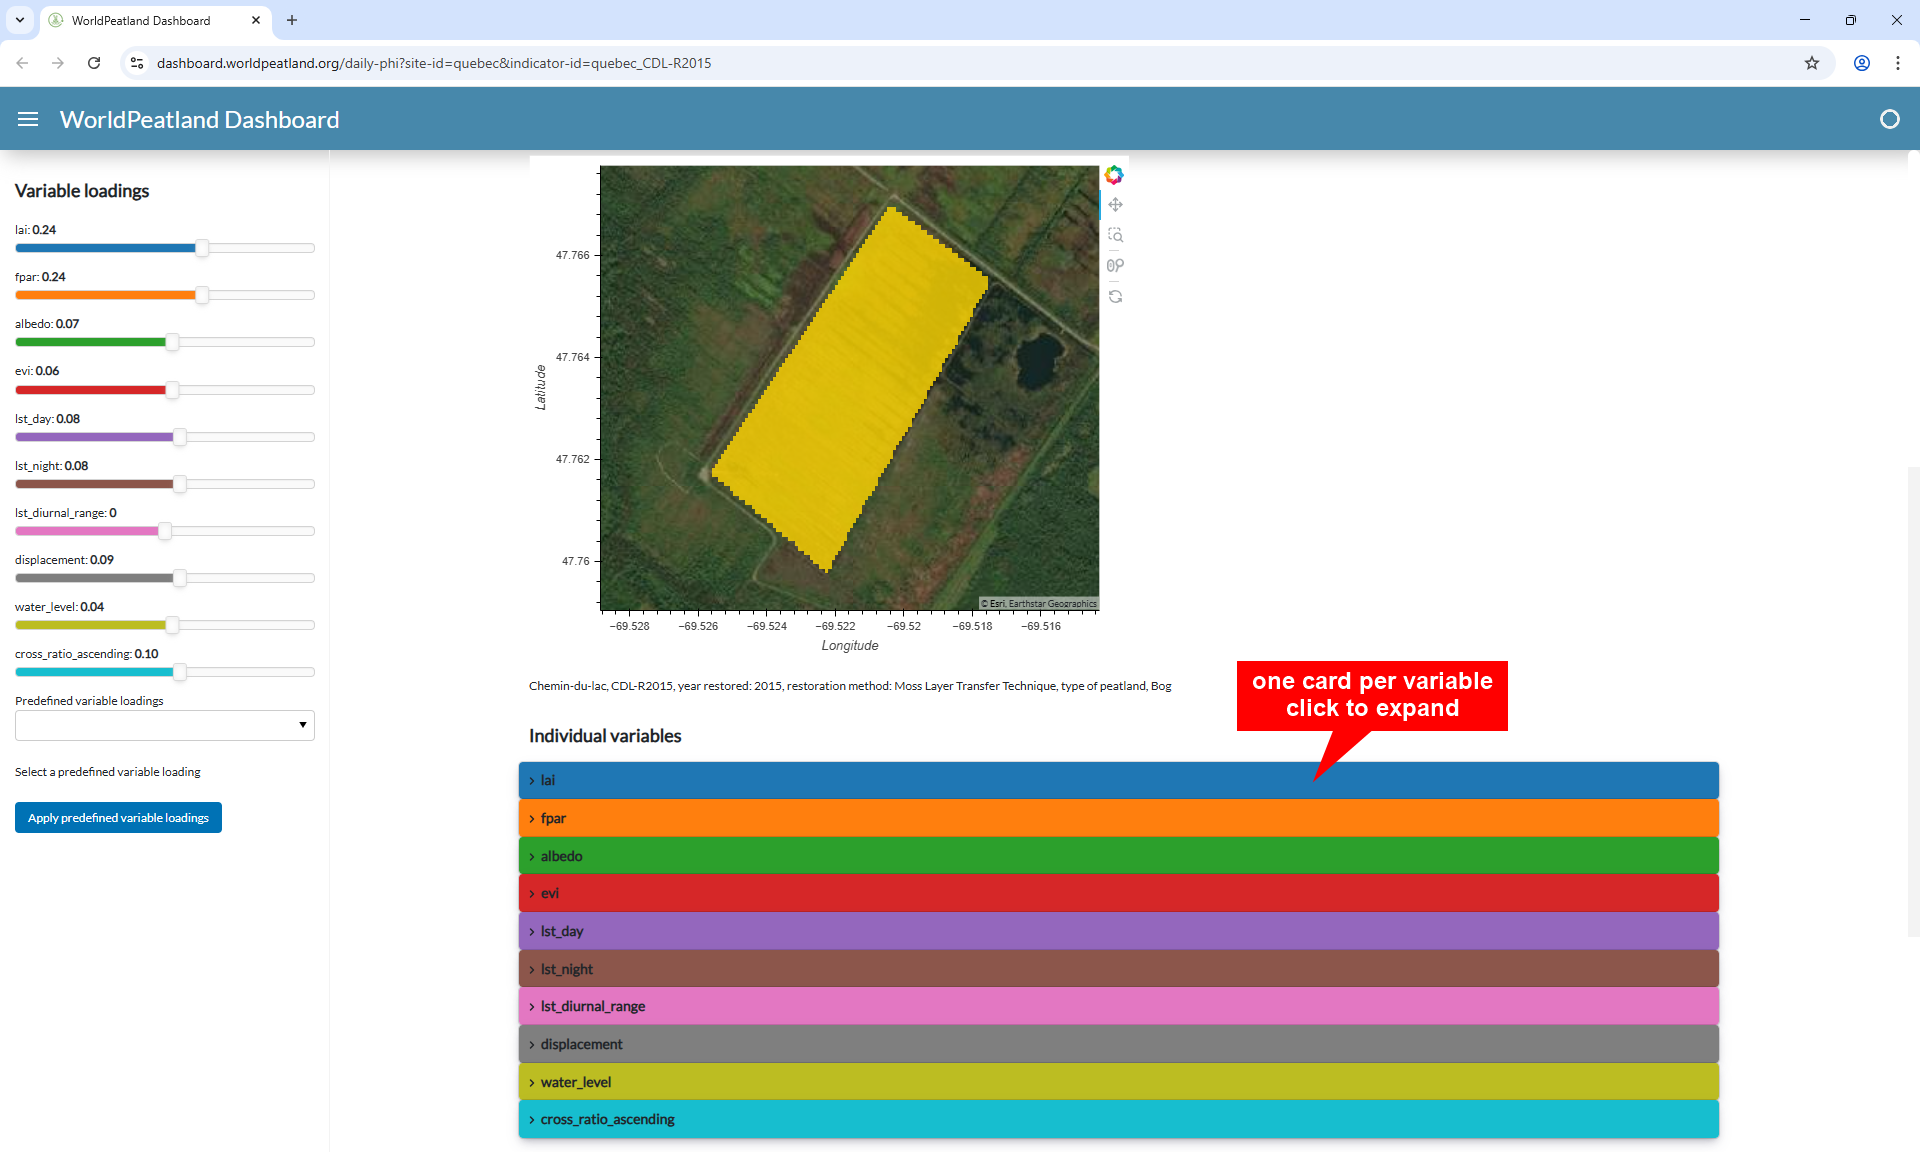 WorldPeatland Dashboard
dashboard.worldpeatland.org/daily-phi?site-id=quebec&indicator-id=quebec_CDL-R2015
WorldPeatland Dashboard
Variable loadings
lai: 0.24
fpar: 0.24
albedo: 0.07
evi: 0.06
lst_day: 0.08
lst_night: 0.08
lst_diurnal_range: 0
displacement: 0.09
water_level: 0.04
cross_ratio_ascending: 0.10
Predefined variable loadings
Select a predefined variable loading
Apply predefined variable loadings
Latitude
47.766
47.764
47.762
47.76
© Esri, Earthstar Geographics
−69.528 −69.526 −69.524 −69.522 −69.52 −69.518 −69.516
Longitude
Chemin-du-lac, CDL-R2015, year restored: 2015, restoration method: Moss Layer Transfer Technique, type of peatland, Bog
one card per variable
click to expand
Individual variables
lai
fpar
albedo
evi
lst_day
lst_night
lst_diurnal_range
displacement
water_level
cross_ratio_ascending